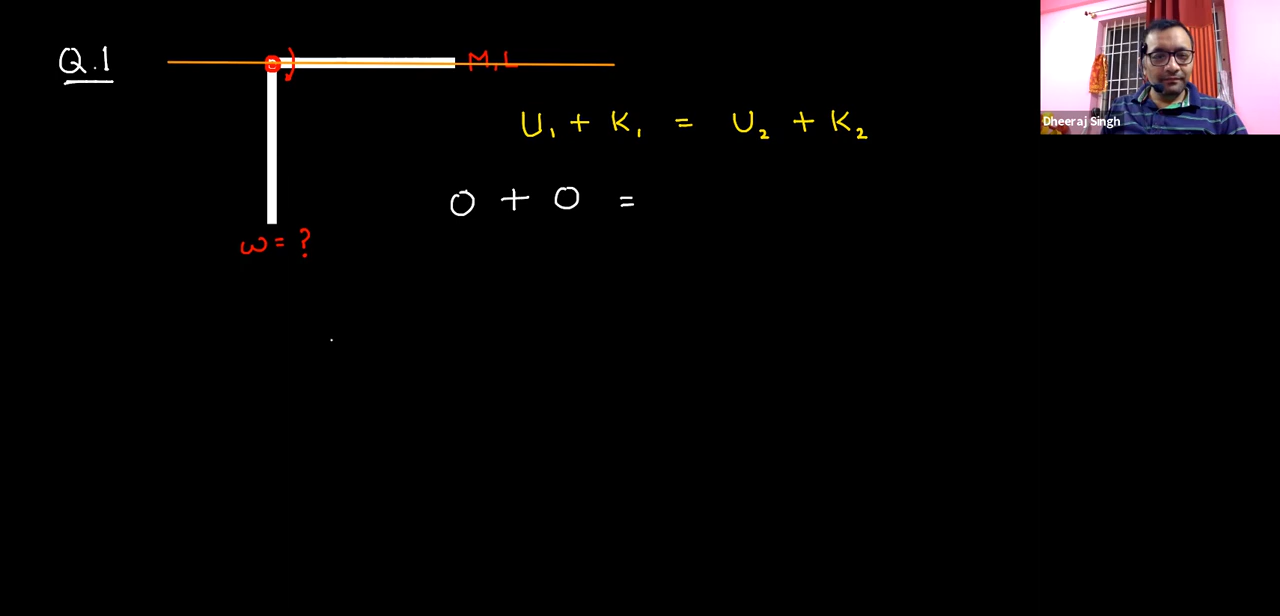 Q.1
M, L
U₁ + K₁ = U₂ + K₂
0 + 0 =
ω = ?
Dheeraj Singh